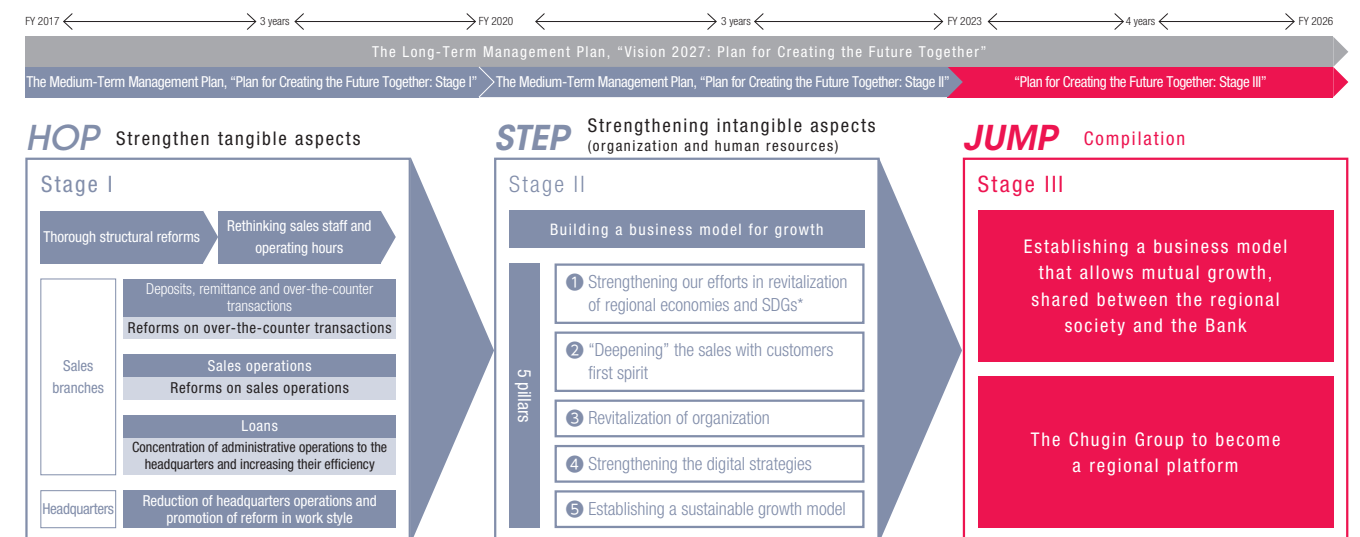 FY 2017 3 years FY 2020 3 years FY 2023 4 years FY 2026
The Long-Term Management Plan, “Vision 2027: Plan for Creating the Future Together”
The Medium-Term Management Plan, “Plan for Creating the Future Together: Stage I”
The Medium-Term Management Plan, “Plan for Creating the Future Together: Stage II”
“Plan for Creating the Future Together: Stage III”
HOP Strengthen tangible aspects
Stage I
Thorough structural reforms
Rethinking sales staff and
operating hours
Sales
branches
Deposits, remittance and over-the-counter
transactions
Reforms on over-the-counter transactions
Sales operations
Reforms on sales operations
Loans
Concentration of administrative operations to the
headquarters and increasing their efficiency
Headquarters
Reduction of headquarters operations and
promotion of reform in work style
STEP Strengthening intangible aspects
(organization and human resources)
Stage II
Building a business model for growth
5 pillars
1 Strengthening our efforts in revitalization
of regional economies and SDGs*
2 “Deepening” the sales with customers
first spirit
3 Revitalization of organization
4 Strengthening the digital strategies
5 Establishing a sustainable growth model
JUMP Compilation
Stage III
Establishing a business model
that allows mutual growth,
shared between the regional
society and the Bank
The Chugin Group to become
a regional platform